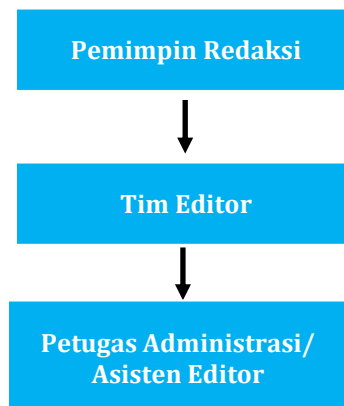 Pemimpin Redaksi
Tim Editor
Petugas Administrasi/
Asisten Editor